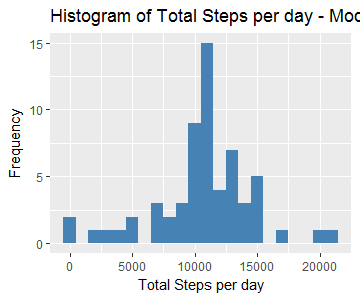 Histogram of Total Steps per day - Moc
15
10
5
0
Frequency
0 5000 10000 15000 20000
Total Steps per day